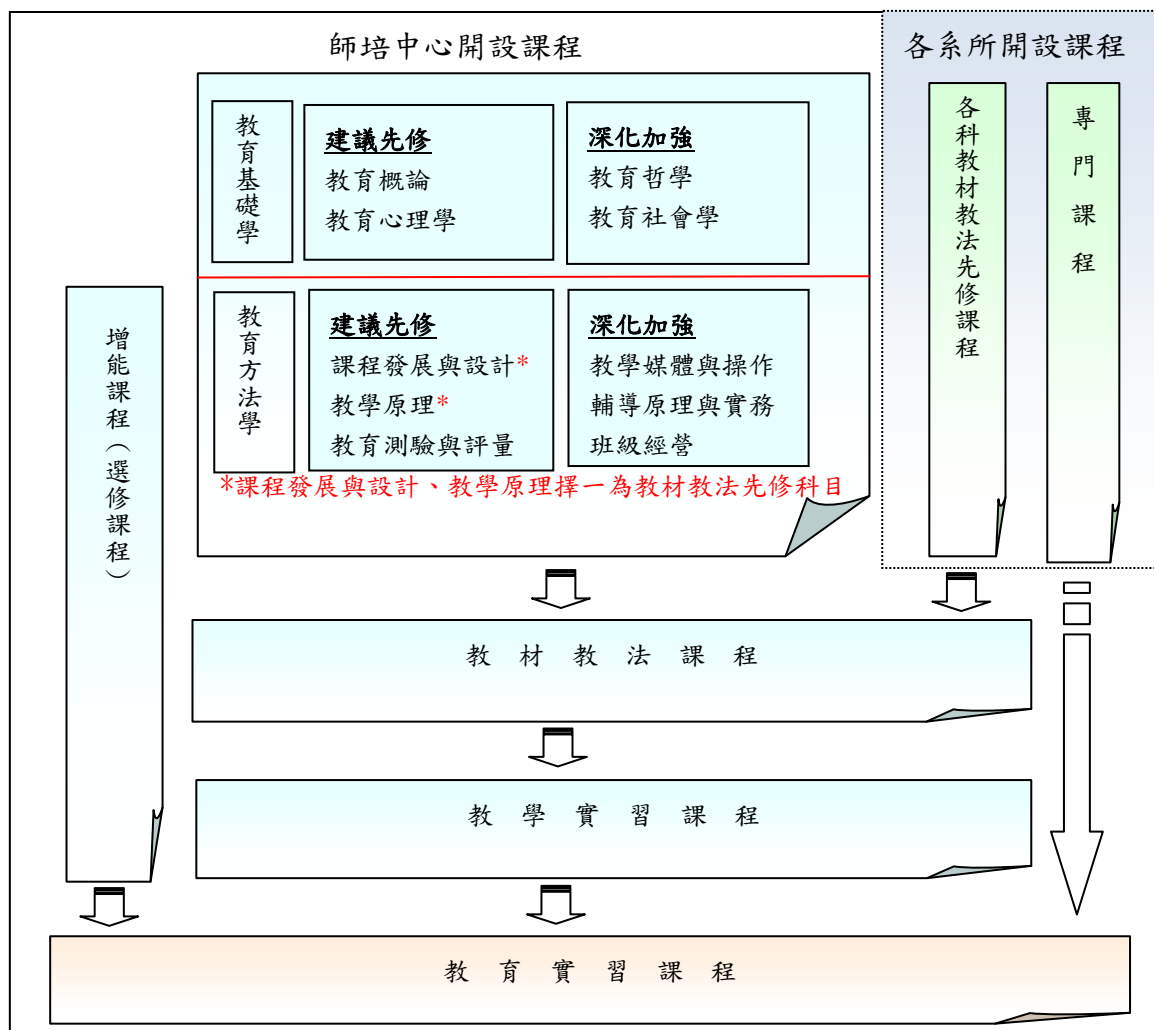 師培中心開設課程
各系所開設課程
教育基礎學
建議先修
教育概論
教育心理學
深化加強
教育哲學
教育社會學
各科教材教法先修課程
專門課程
增能課程(選修課程)
教育方法學
建議先修
課程發展與設計*
教學原理*
教育測驗與評量
深化加強
教學媒體與操作
輔導原理與實務
班級經營
*課程發展與設計、教學原理擇一為教材教法先修科目
教材教法課程
教學實習課程
教育實習課程